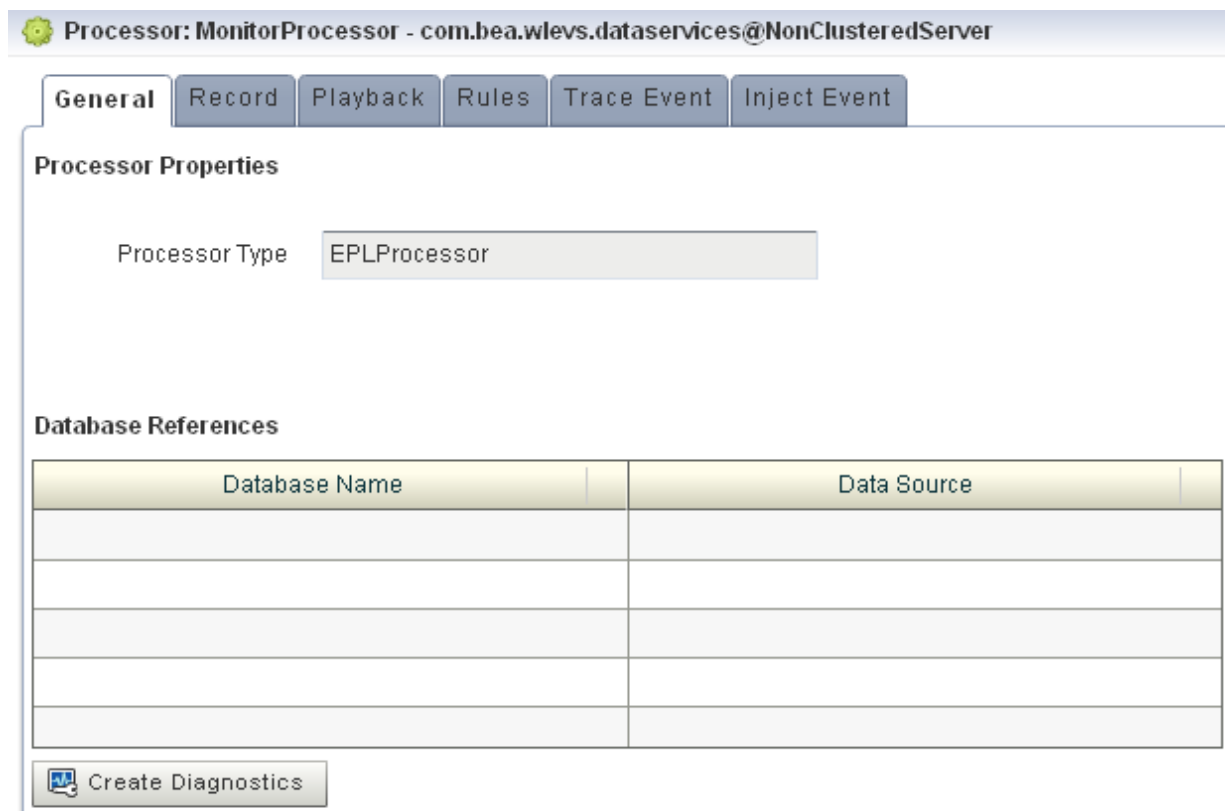 Processor: MonitorProcessor - com.bea.wlevs.dataservices@NonClusteredServer
General Record Playback Rules Trace Event Inject Event
Processor Properties
Processor Type EPLProcessor
Database References
Database Name Data Source
Create Diagnostics